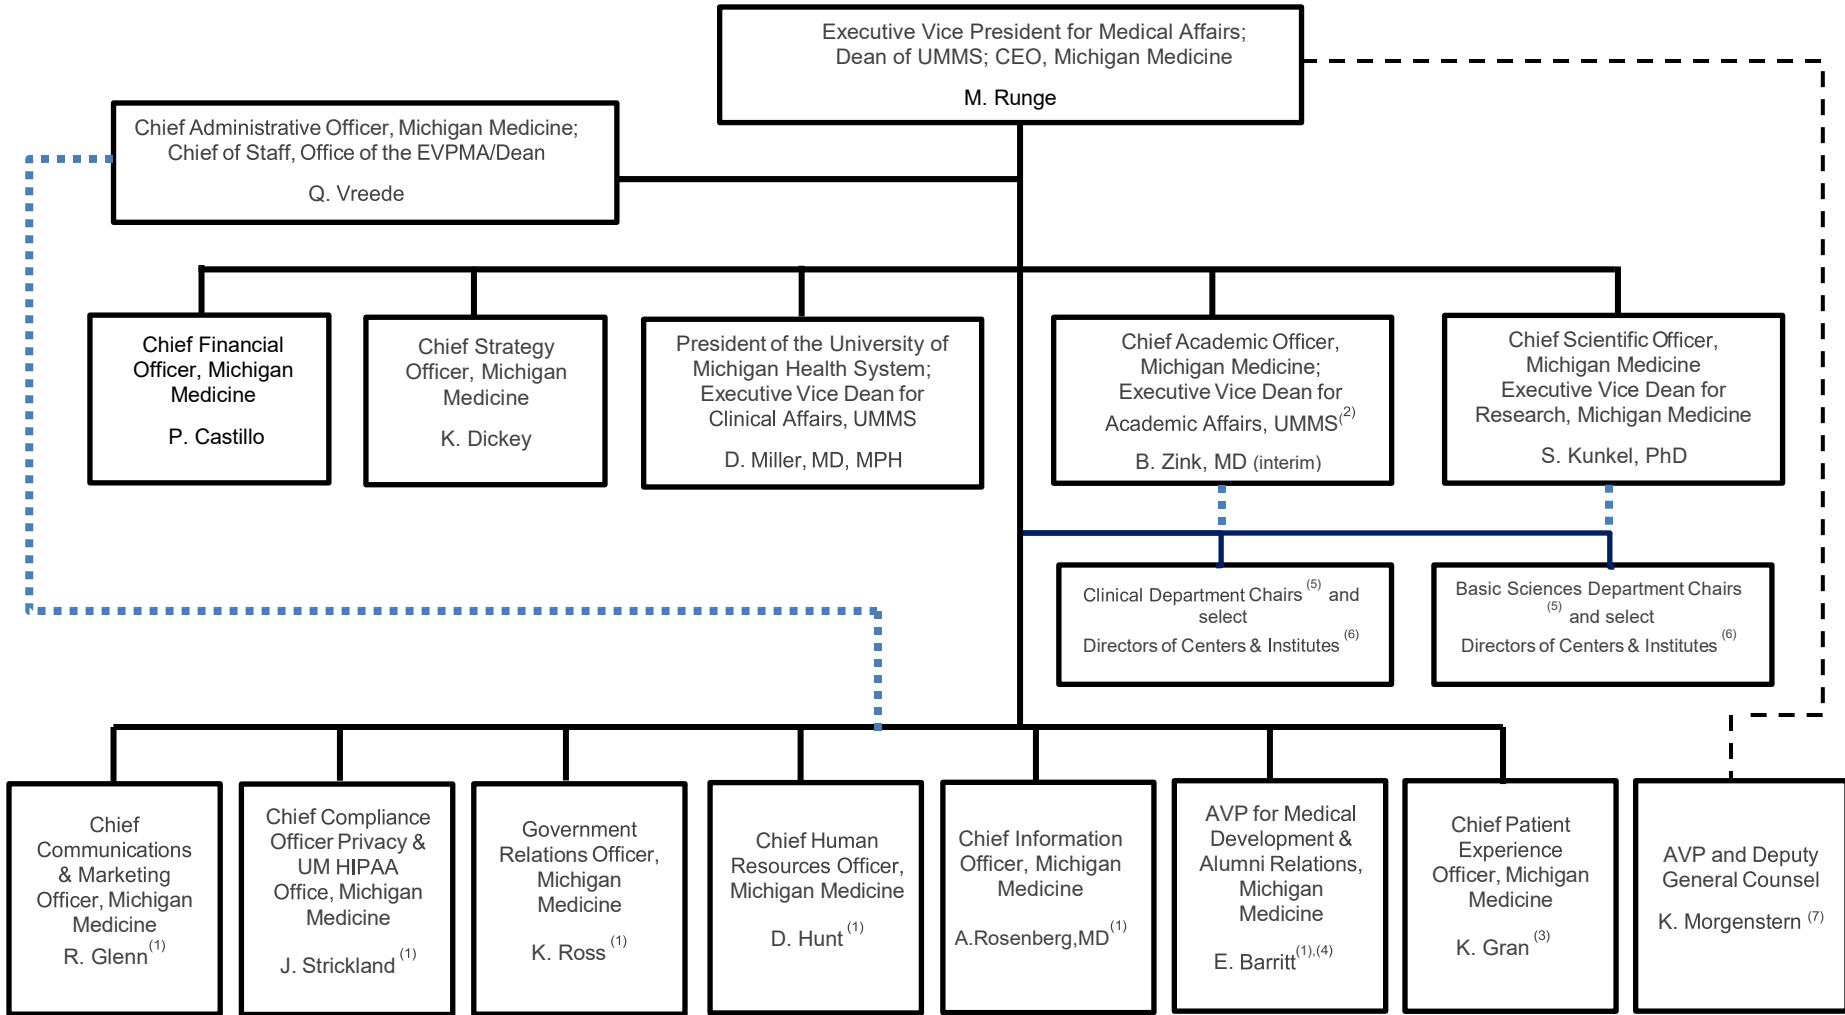 Executive Vice President for Medical Affairs;
Dean of UMMS; CEO, Michigan Medicine
M. Runge
Chief Administrative Officer, Michigan Medicine;
Chief of Staff, Office of the EVPMA/Dean
Q. Vreede
Chief Financial
Officer, Michigan
Medicine
P. Castillo
Chief Strategy
Officer, Michigan
Medicine
K. Dickey
President of the University of
Michigan Health System;
Executive Vice Dean for
Clinical Affairs, UMMS
D. Miller, MD, MPH
Chief Academic Officer,
Michigan Medicine;
Executive Vice Dean for
Academic Affairs, UMMS(2)
B. Zink, MD (interim)
Chief Scientific Officer,
Michigan Medicine
Executive Vice Dean for
Research, Michigan Medicine
S. Kunkel, PhD
Clinical Department Chairs (5) and
select
Directors of Centers & Institutes (6)
Basic Sciences Department Chairs
(5) and select
Directors of Centers & Institutes (6)
Chief
Communications
& Marketing
Officer, Michigan
Medicine
R. Glenn(1)
Chief Compliance
Officer Privacy &
UM HIPAA
Office, Michigan
Medicine
J. Strickland (1)
Government
Relations Officer,
Michigan
Medicine
K. Ross (1)
Chief Human
Resources Officer,
Michigan Medicine
D. Hunt (1)
Chief Information
Officer, Michigan
Medicine
A.Rosenberg,MD(1)
AVP for Medical
Development &
Alumni Relations,
Michigan
Medicine
E. Barritt(1),(4)
Chief Patient
Experience
Officer, Michigan
Medicine
K. Gran (3)
AVP and Deputy
General Counsel
K. Morgenstern (7)